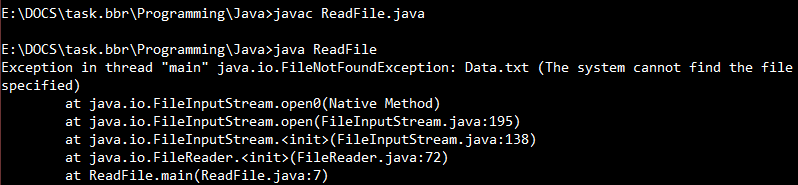 E:\DOCS\task.bbr\Programming\Java>javac ReadFile.java
E:\DOCS\task.bbr\Programming\Java>java ReadFile
Exception in thread "main" java.io.FileNotFoundException: Data.txt (The system cannot find the file
specified)
        at java.io.FileInputStream.open0(Native Method)
        at java.io.FileInputStream.open(FileInputStream.java:195)
        at java.io.FileInputStream.<init>(FileInputStream.java:138)
        at java.io.FileReader.<init>(FileReader.java:72)
        at ReadFile.main(ReadFile.java:7)